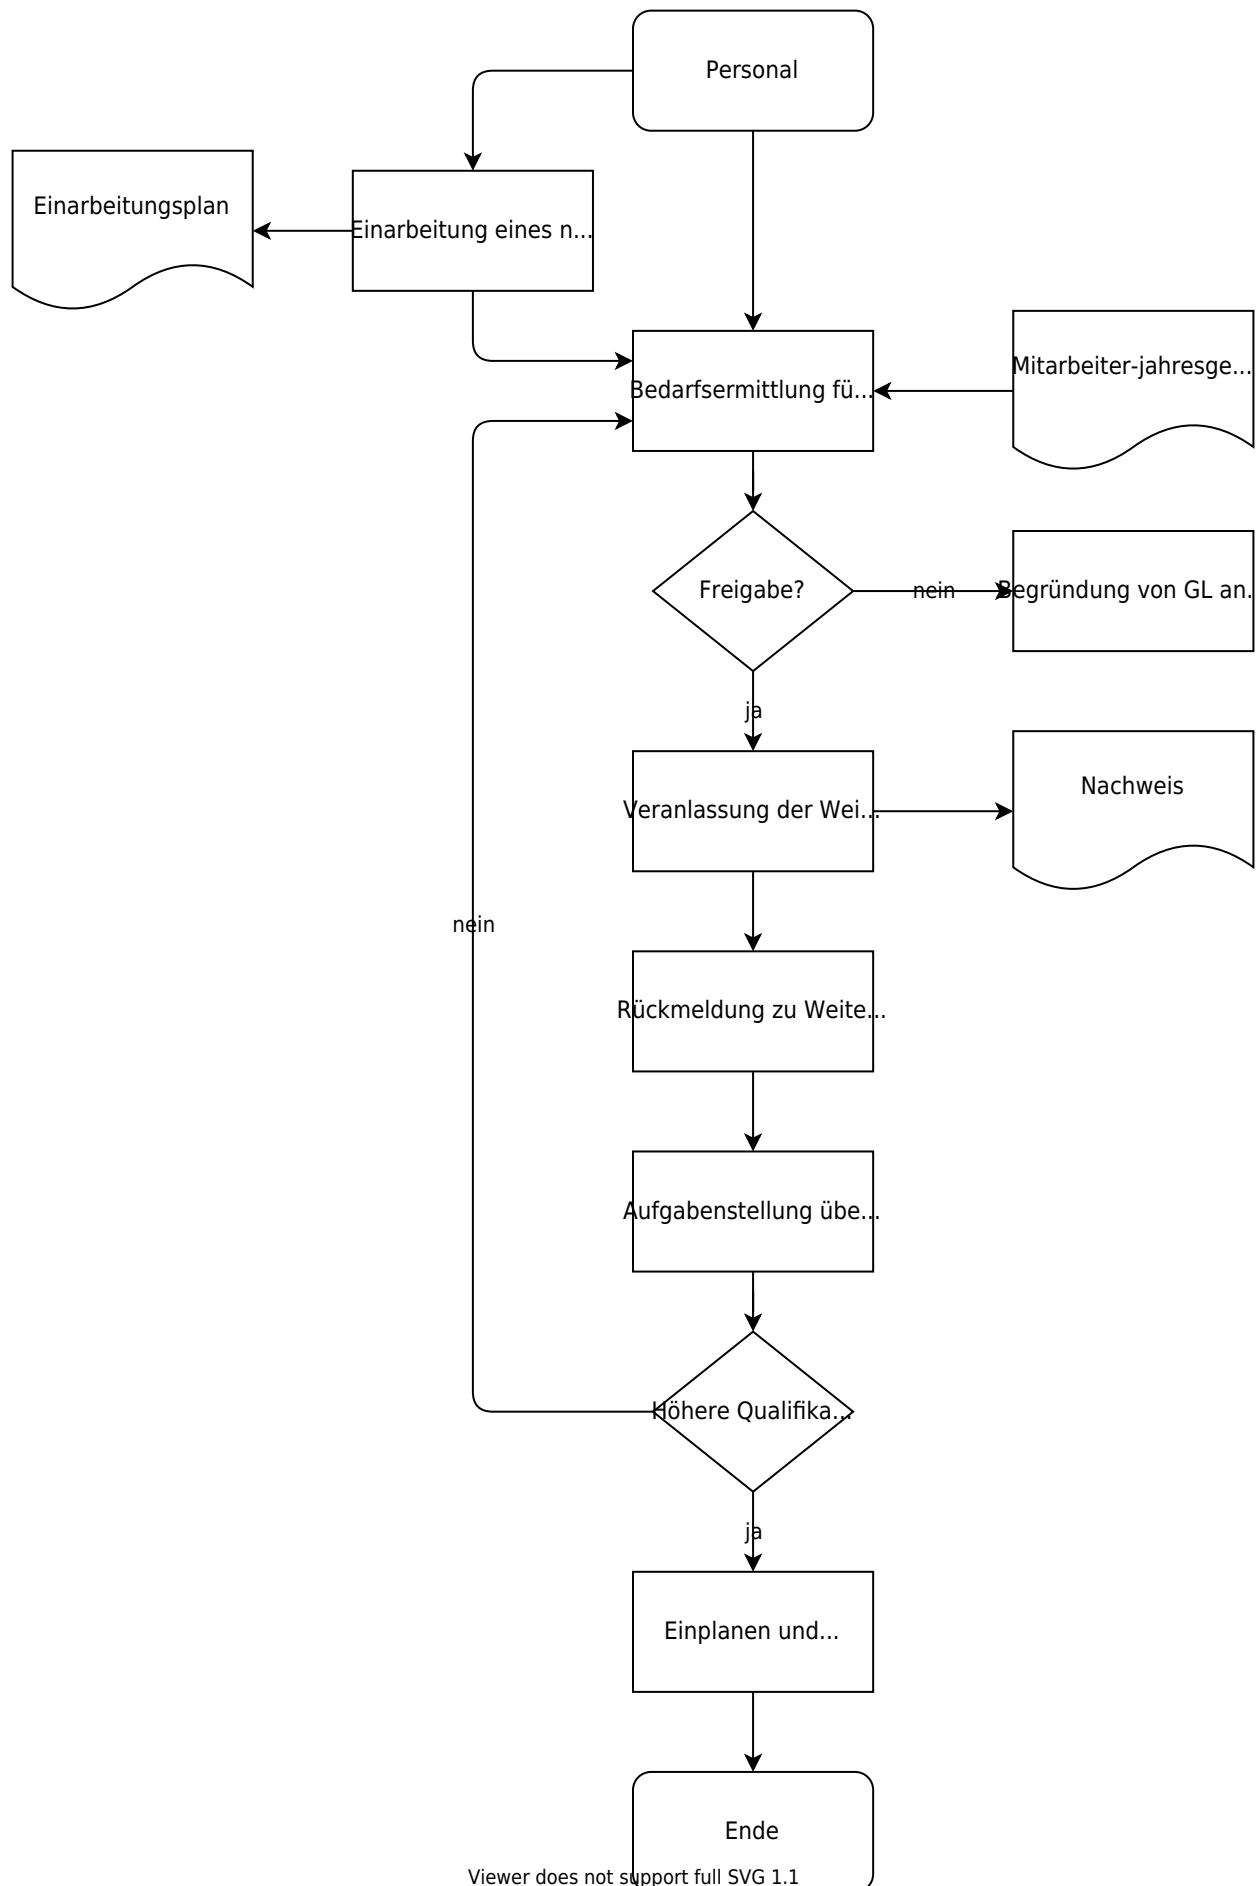 Personal
Einarbeitungsplan
Einarbeitung eines n...
Mitarbeiter-jahresge...
Bedarfsermittlung fü...
Freigabe?
nein
Begründung von GL an.
ja
Nachweis
Veranlassung der Wei...
nein
Rückmeldung zu Weite...
Aufgabenstellung übe...
Höhere Qualifika...
ja
Einplanen und...
Ende
Viewer does not support full SVG 1.1